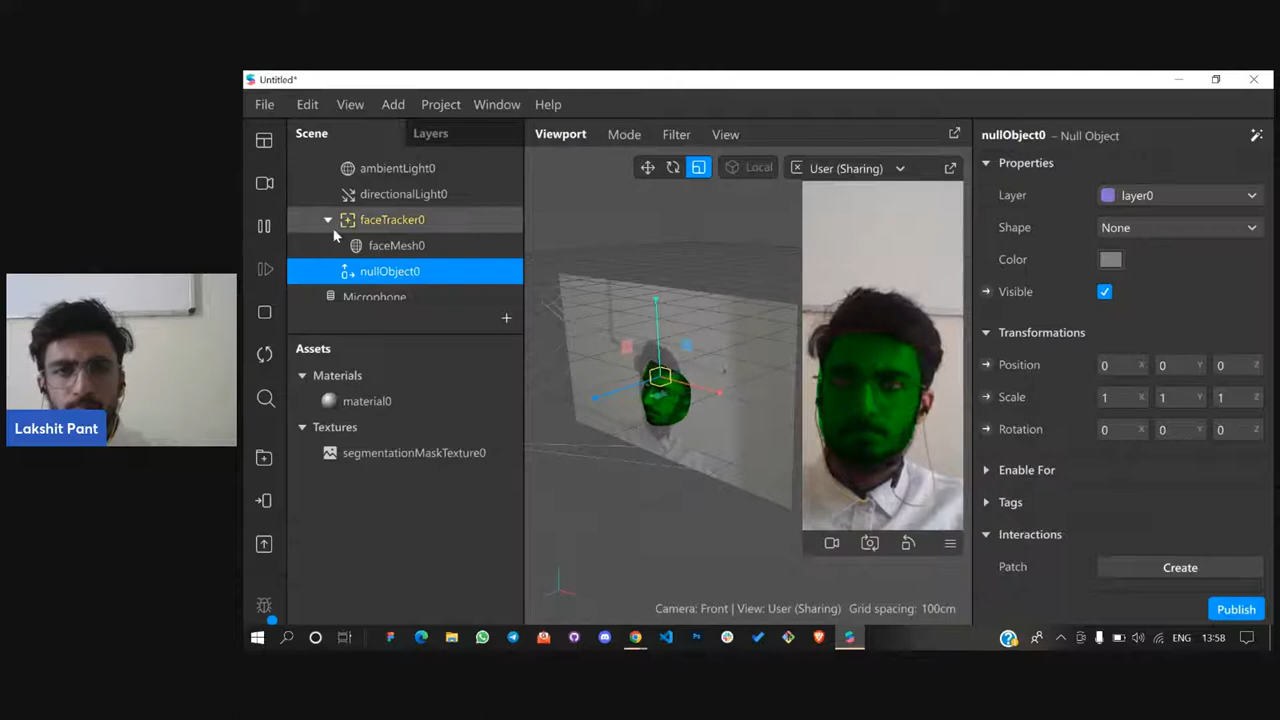 Untitled*
File Edit View Add Project Window Help
Scene Layers
ambientLight0
directionalLight0
faceTracker0
faceMesh0
nullObject0
Microphone
Assets
Materials
material0
Textures
segmentationMaskTexture0
Viewport Mode Filter View
Local
User (Sharing)
Camera: Front | View: User (Sharing) Grid spacing: 100cm
nullObject0 – Null Object
Properties
Layer layer0
Shape None
Color
Visible
Transformations
Position 0 X 0 Y 0 Z
Scale 1 X 1 Y 1 Z
Rotation 0 X 0 Y 0 Z
Enable For
Tags
Interactions
Patch Create
Publish
Lakshit Pant
ENG 13:58